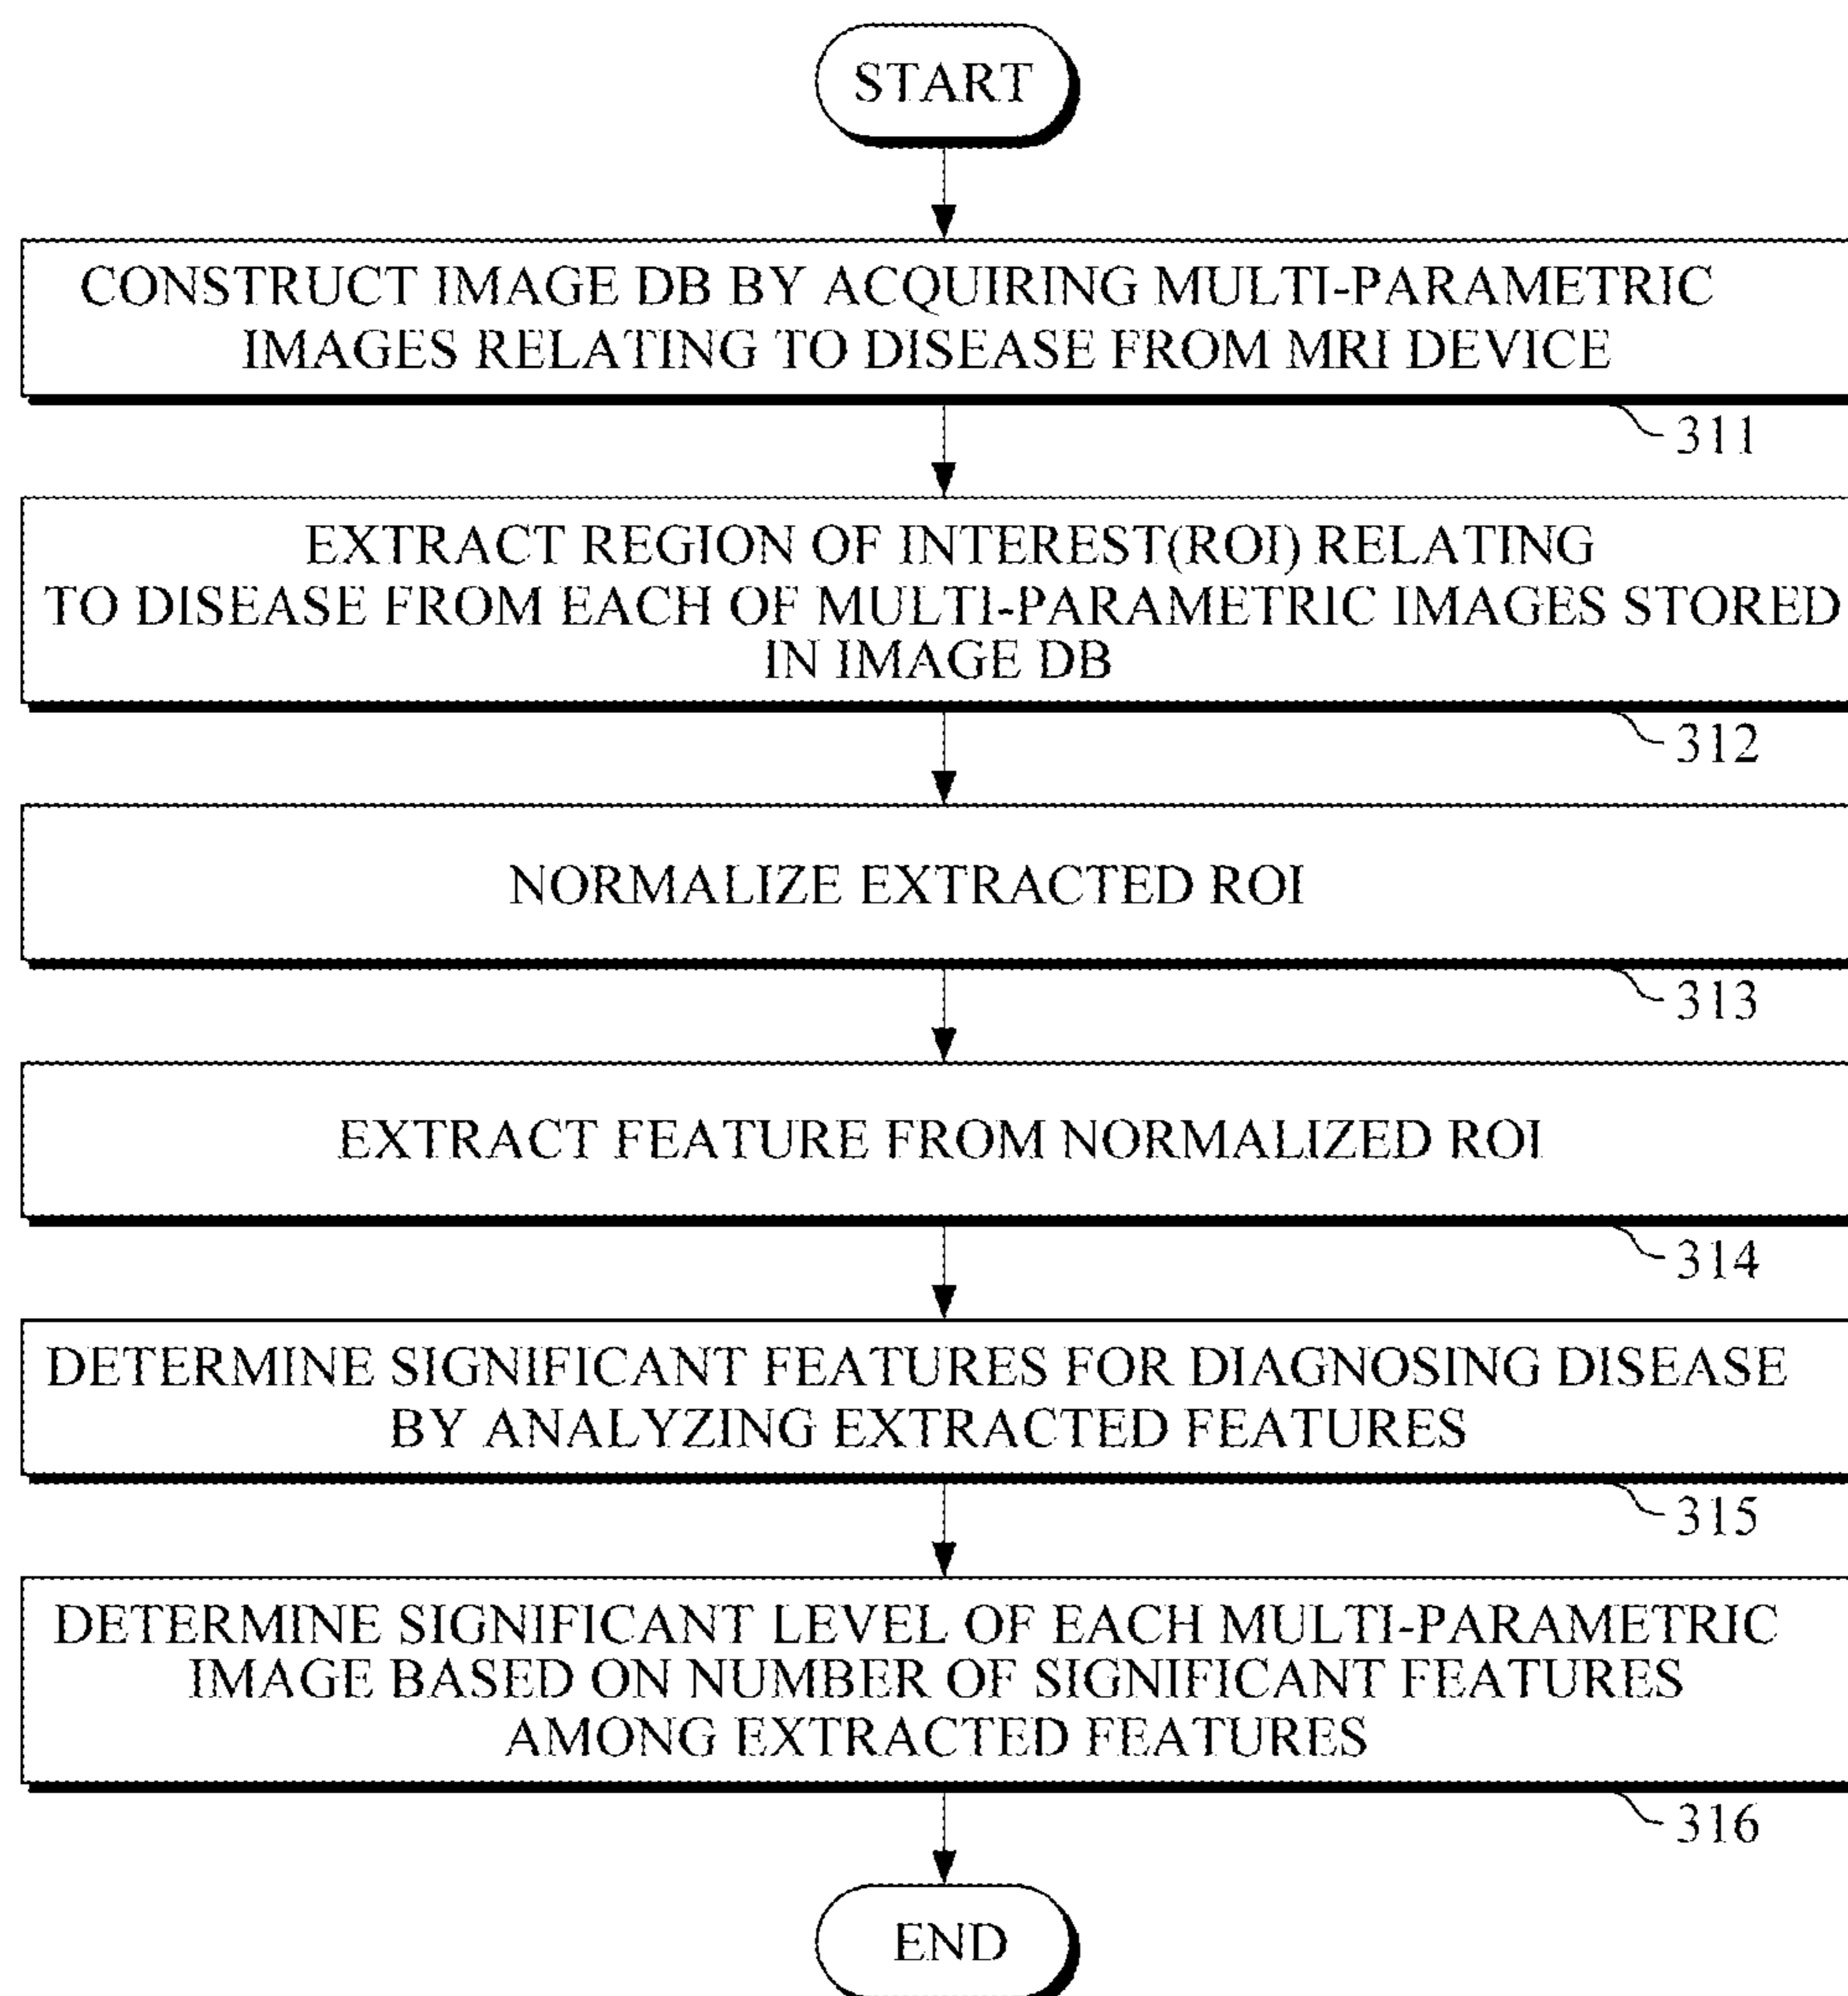 START
CONSTRUCT IMAGE DB BY ACQUIRING MULTI-PARAMETRIC
IMAGES RELATING TO DISEASE FROM MRI DEVICE
311
EXTRACT REGION OF INTEREST(ROI) RELATING
TO DISEASE FROM EACH OF MULTI-PARAMETRIC IMAGES STORED
IN IMAGE DB
312
NORMALIZE EXTRACTED ROI
313
EXTRACT FEATURE FROM NORMALIZED ROI
314
DETERMINE SIGNIFICANT FEATURES FOR DIAGNOSING DISEASE
BY ANALYZING EXTRACTED FEATURES
315
DETERMINE SIGNIFICANT LEVEL OF EACH MULTI-PARAMETRIC
IMAGE BASED ON NUMBER OF SIGNIFICANT FEATURES
AMONG EXTRACTED FEATURES
316
END